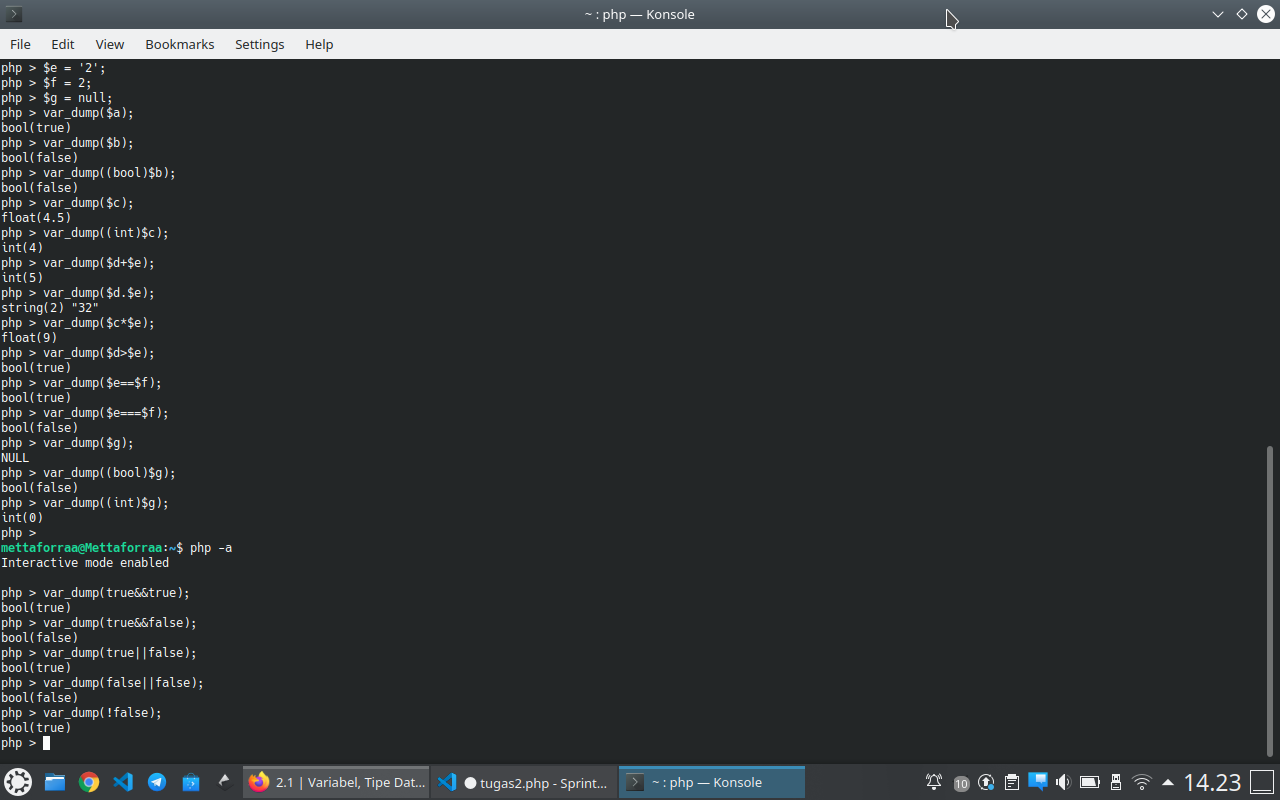 ~ : php — Konsole
File Edit View Bookmarks Settings Help
php > $e = '2';
php > $f = 2;
php > $g = null;
php > var_dump($a);
bool(true)
php > var_dump($b);
bool(false)
php > var_dump((bool)$b);
bool(false)
php > var_dump($c);
float(4.5)
php > var_dump((int)$c);
int(4)
php > var_dump($d+$e);
int(5)
php > var_dump($d.$e);
string(2) "32"
php > var_dump($c*$e);
float(9)
php > var_dump($d>$e);
bool(true)
php > var_dump($e==$f);
bool(true)
php > var_dump($e===$f);
bool(false)
php > var_dump($g);
NULL
php > var_dump((bool)$g);
bool(false)
php > var_dump((int)$g);
int(0)
php >
mettaforraa@Mettaforraa:~$ php -a
Interactive mode enabled
php > var_dump(true&&true);
bool(true)
php > var_dump(true&&false);
bool(false)
php > var_dump(true||false);
bool(true)
php > var_dump(false||false);
bool(false)
php > var_dump(!false);
bool(true)
php >
2.1 | Variabel, Tipe Dat... ● tugas2.php - Sprint... ~ : php — Konsole 10 14.23